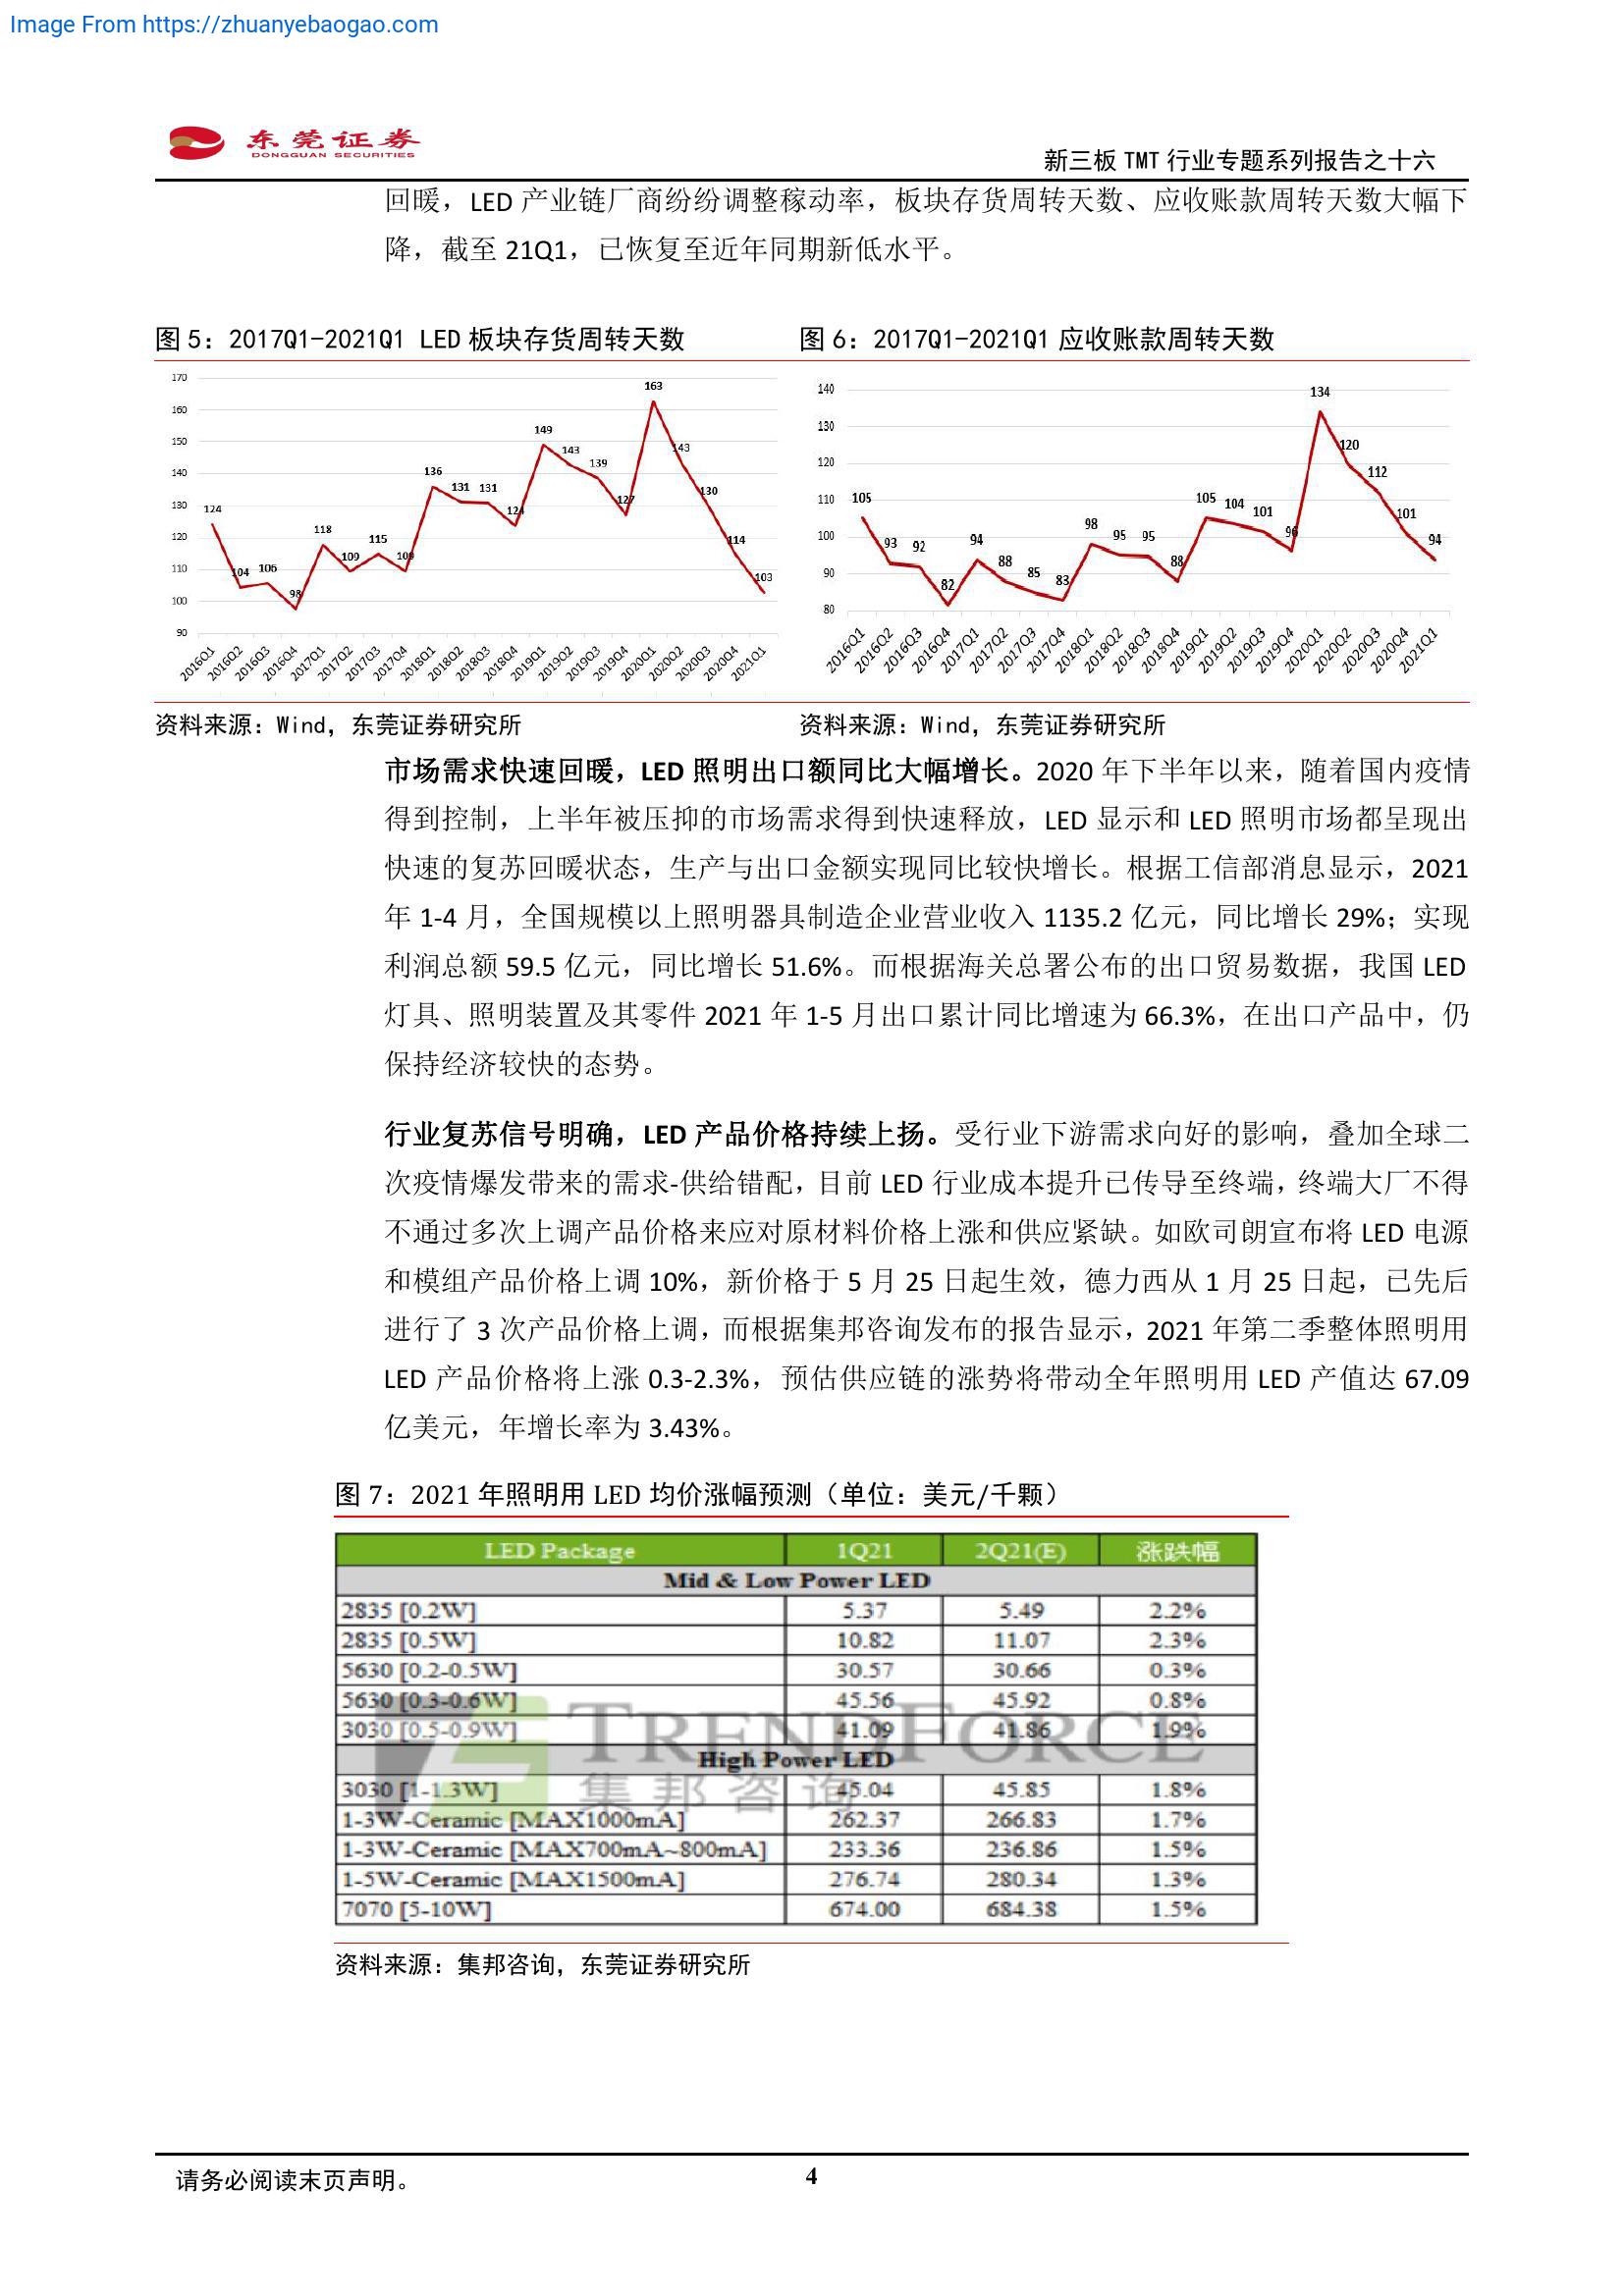 Image From https://zhuanyebaogao.com
东莞证券
DONGGUAN SECURITIES
新三板 TMT 行业专题系列报告之十六
回暖，LED 产业链厂商纷纷调整稼动率，板块存货周转天数、应收账款周转天数大幅下
降，截至 21Q1，已恢复至近年同期新低水平。
图 5：2017Q1-2021Q1 LED 板块存货周转天数
170
160
150
140
130
120
110
100
90
124
104
106
98
118
109
115
109
136
131
131
124
149
143
139
127
163
143
130
114
103
2016Q1
2016Q2
2016Q3
2016Q4
2017Q1
2017Q2
2017Q3
2017Q4
2018Q1
2018Q2
2018Q3
2018Q4
2019Q1
2019Q2
2019Q3
2019Q4
2020Q1
2020Q2
2020Q3
2020Q4
2021Q1
资料来源：Wind，东莞证券研究所
图 6：2017Q1-2021Q1 应收账款周转天数
140
130
120
110
100
90
80
105
93
92
82
94
88
85
83
98
95
95
88
105
104
101
96
134
120
112
101
94
2016Q1
2016Q2
2016Q3
2016Q4
2017Q1
2017Q2
2017Q3
2017Q4
2018Q1
2018Q2
2018Q3
2018Q4
2019Q1
2019Q2
2019Q3
2019Q4
2020Q1
2020Q2
2020Q3
2020Q4
2021Q1
资料来源：Wind，东莞证券研究所
市场需求快速回暖，LED 照明出口额同比大幅增长。2020 年下半年以来，随着国内疫情
得到控制，上半年被压抑的市场需求得到快速释放，LED 显示和 LED 照明市场都呈现出
快速的复苏回暖状态，生产与出口金额实现同比较快增长。根据工信部消息显示，2021
年 1-4 月，全国规模以上照明器具制造企业营业收入 1135.2 亿元，同比增长 29%；实现
利润总额 59.5 亿元，同比增长 51.6%。而根据海关总署公布的出口贸易数据，我国 LED
灯具、照明装置及其零件 2021 年 1-5 月出口累计同比增速为 66.3%，在出口产品中，仍
保持经济较快的态势。
行业复苏信号明确，LED 产品价格持续上扬。受行业下游需求向好的影响，叠加全球二
次疫情爆发带来的需求-供给错配，目前 LED 行业成本提升已传导至终端，终端大厂不得
不通过多次上调产品价格来应对原材料价格上涨和供应紧缺。如欧司朗宣布将 LED 电源
和模组产品价格上调 10%，新价格于 5 月 25 日起生效，德力西从 1 月 25 日起，已先后
进行了 3 次产品价格上调，而根据集邦咨询发布的报告显示，2021 年第二季整体照明用
LED 产品价格将上涨 0.3-2.3%，预估供应链的涨势将带动全年照明用 LED 产值达 67.09
亿美元，年增长率为 3.43%。
图 7：2021 年照明用 LED 均价涨幅预测（单位：美元/千颗）
LED Package 1Q21 2Q21(E) 涨跌幅
Mid & Low Power LED
2835 [0.2W] 5.37 5.49 2.2%
2835 [0.5W] 10.82 11.07 2.3%
5630 [0.2-0.5W] 30.57 30.66 0.3%
5630 [0.3-0.6W] 45.56 45.92 0.8%
3030 [0.5-0.9W] 41.09 41.86 1.9%
TRENDFORCE
High Power LED
集邦咨询
3030 [1-1.3W] 45.04 45.85 1.8%
1-3W-Ceramic [MAX1000mA] 262.37 266.83 1.7%
1-3W-Ceramic [MAX700mA~800mA] 233.36 236.86 1.5%
1-5W-Ceramic [MAX1500mA] 276.74 280.34 1.3%
7070 [5-10W] 674.00 684.38 1.5%
资料来源：集邦咨询，东莞证券研究所
请务必阅读末页声明。
4